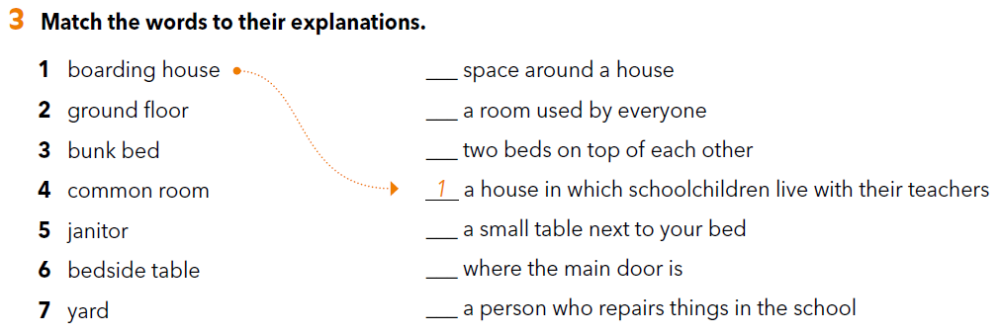 3 Match the words to their explanations.
1 boarding house ___ space around a house
2 ground floor ___ a room used by everyone
3 bunk bed ___ two beds on top of each other
4 common room 1 a house in which schoolchildren live with their teachers
5 janitor ___ a small table next to your bed
6 bedside table ___ where the main door is
7 yard ___ a person who repairs things in the school